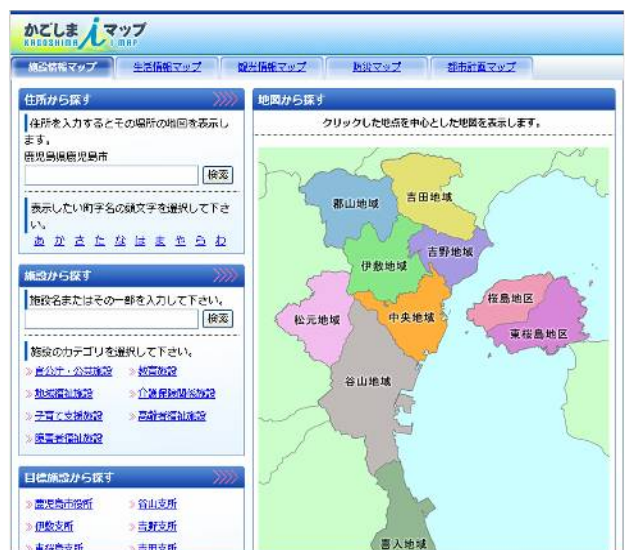 かごしま iマップ
KAGOSHIMA i-MAP
施設情報マップ 生活情報マップ 観光情報マップ 防災マップ 都市計画マップ
住所から探す
住所を入力するとその場所の地図を表示し
ます。
鹿児島県鹿児島市
検索
表示したい町字名の頭文字を選択して下さ
い。
あ か さ た な は ま や ら わ
施設から探す
施設名またはその一部を入力して下さい。
検索
施設のカテゴリを選択して下さい。
官公庁・公共施設 教育施設
地域福祉施設 介護保険関係施設
子育て支援施設 高齢者福祉施設
障害者福祉施設
目標施設から探す
鹿児島市役所 谷山支所
伊敷支所 吉野支所
東桜島支所 吉田支所
地図から探す
クリックした地点を中心とした地図を表示します。
郡山地域
吉田地域
吉野地域
伊敷地域
桜島地区
松元地域
中央地域
東桜島地区
谷山地域
喜入地域